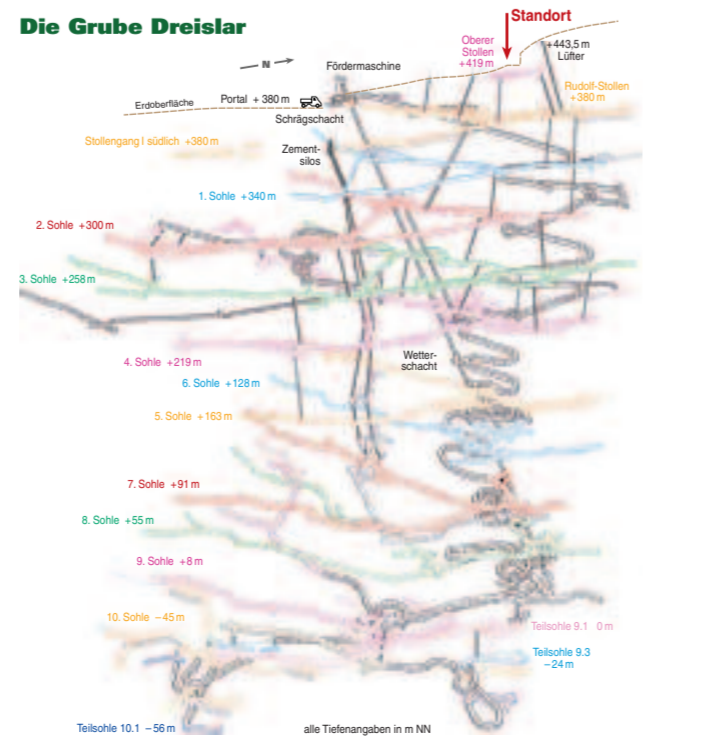 Die Grube Dreislar
Standort
Oberer
Stollen
+419 m
+443,5 m
Lüfter
N
Fördermaschine
Rudolf-Stollen
+380 m
Erdoberfläche
Portal + 380 m
Schrägschacht
Stollengang I südlich +380 m
Zement-
silos
1. Sohle +340 m
2. Sohle +300 m
3. Sohle +258 m
4. Sohle +219 m
Wetter-
schacht
6. Sohle +128 m
5. Sohle +163 m
7. Sohle +91 m
8. Sohle +55 m
9. Sohle +8 m
10. Sohle –45 m
Teilsohle 9.1 0 m
Teilsohle 9.3
–24 m
Teilsohle 10.1 –56 m
alle Tiefenangaben in m NN